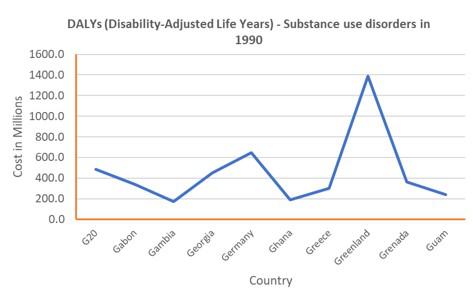 DALYs (Disability-Adjusted Life Years) - Substance use disorders in
1990
1600.0
1400.0
1200.0
1000.0
800.0
600.0
400.0
200.0
0.0
Cost in Millions
G20
Gabon
Gambia
Georgia
Germany
Ghana
Greece
Greenland
Grenada
Guam
Country